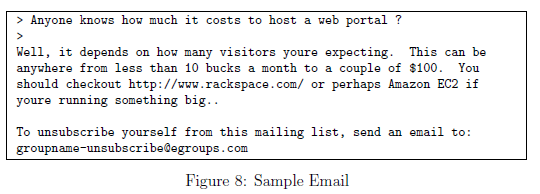 > Anyone knows how much it costs to host a web portal ?
>
Well, it depends on how many visitors youre expecting. This can be
anywhere from less than 10 bucks a month to a couple of $100. You
should checkout http://www.rackspace.com/ or perhaps Amazon EC2 if
youre running something big..
To unsubscribe yourself from this mailing list, send an email to:
groupname-unsubscribe@egroups.com
Figure 8: Sample Email